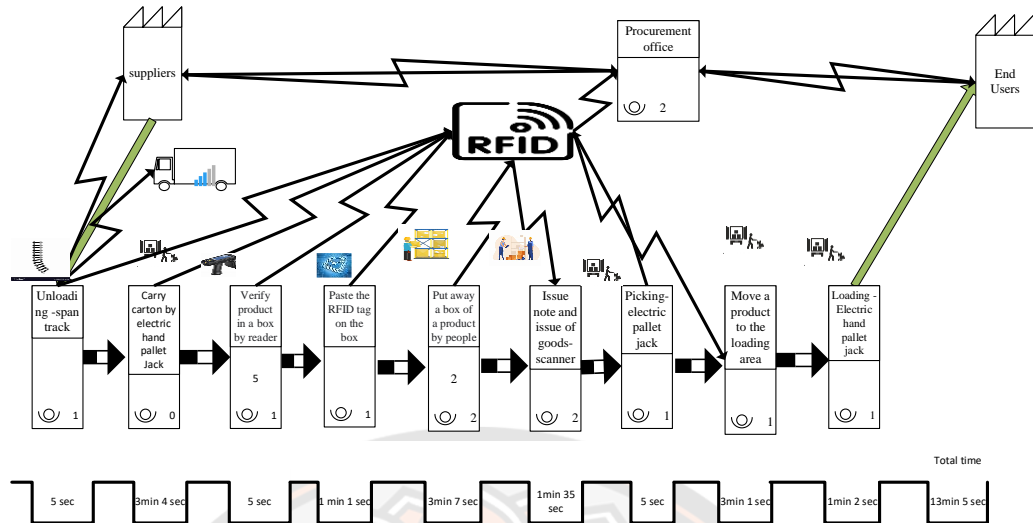 suppliers
Procurement
office
2
End
Users
RFID
Unloadi
ng -span
track
1
Carry
carton by
electric
hand
pallet
Jack
0
Verify
product
in a box
by reader
5
1
Paste the
RFID tag
on the
box
1
Put away
a box of
a product
by people
2
2
Issue
note and
issue of
goods-
scanner
2
Picking-
electric
pallet
jack
1
Move a
product to
the
loading
area
1
Loading -
Electric
hand
pallet
jack
1
Total time
5 sec
3min 4 sec
5 sec
1 min 1 sec
3min 7 sec
1min 35
sec
5 sec
3min 1 sec
1min 2 sec
13min 5 sec